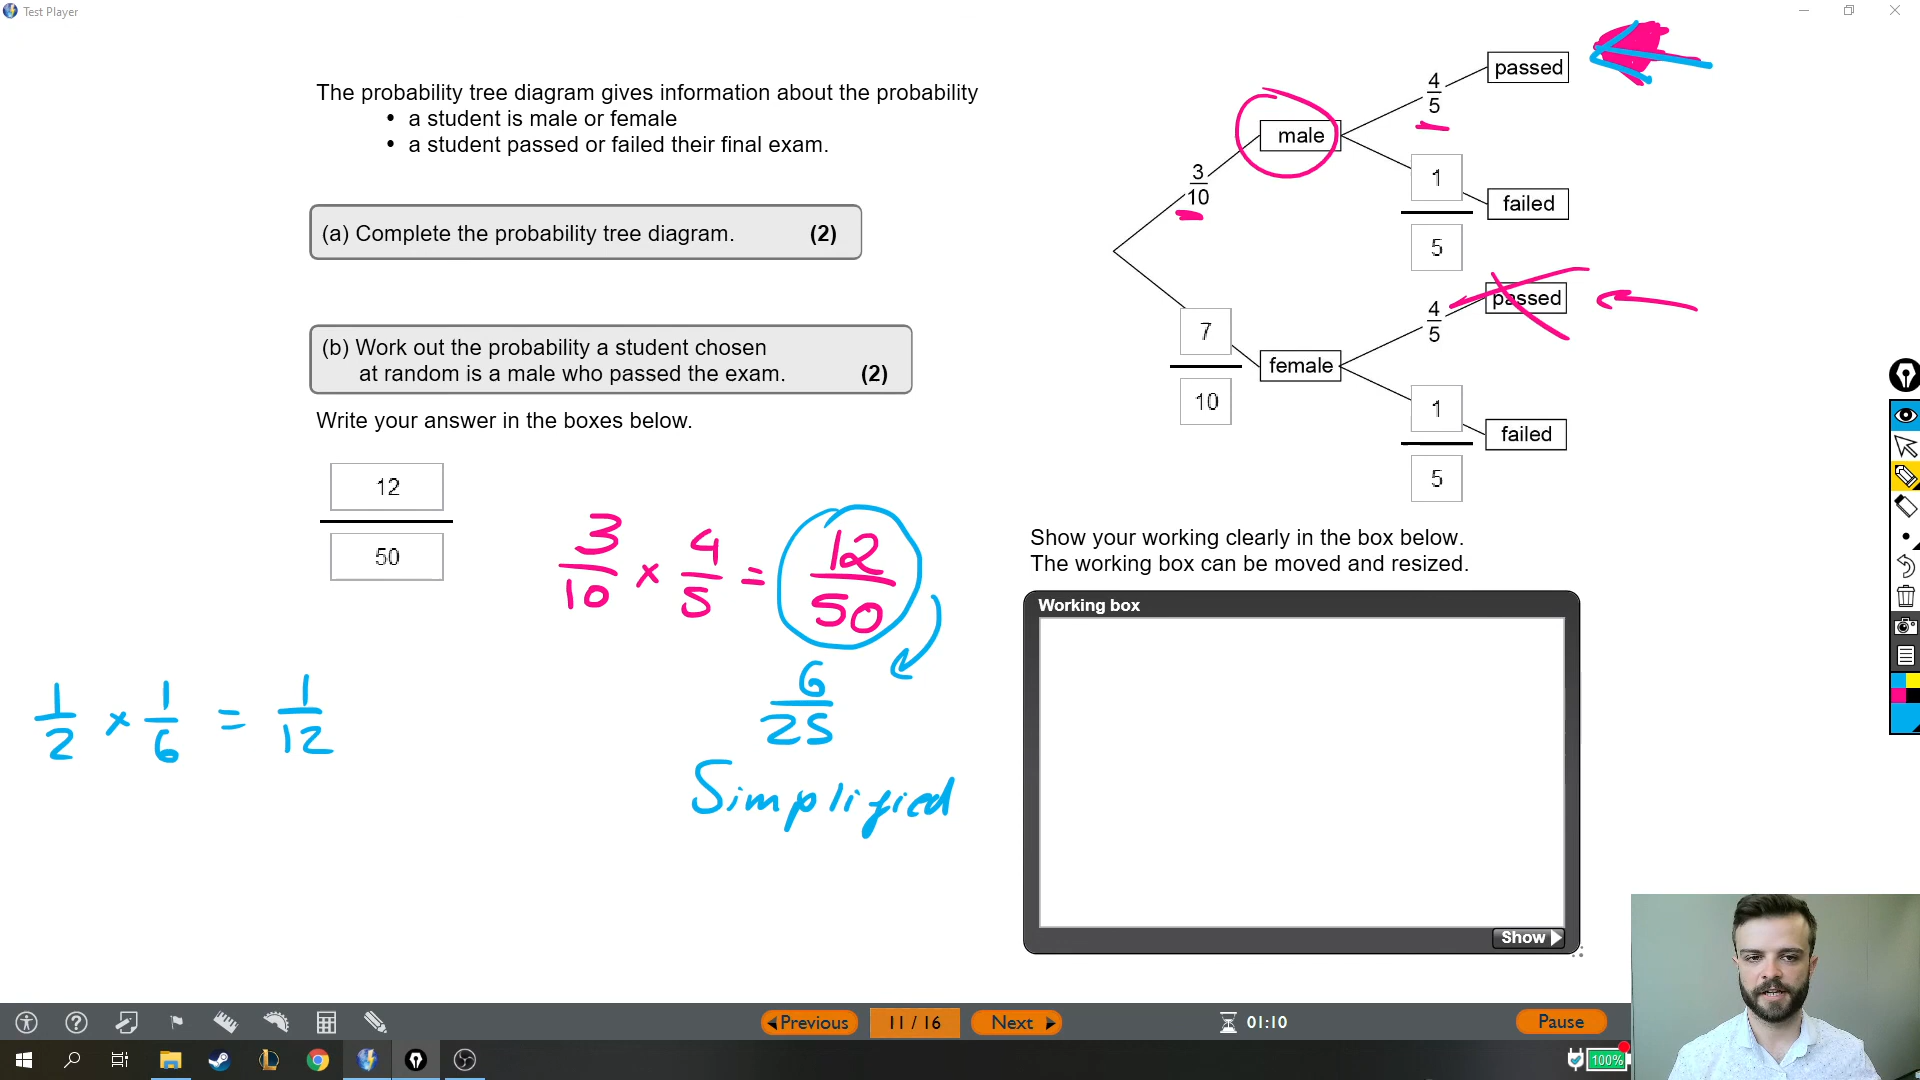 Test Player
The probability tree diagram gives information about the probability
• a student is male or female
• a student passed or failed their final exam.
(a) Complete the probability tree diagram. (2)
(b) Work out the probability a student chosen
at random is a male who passed the exam. (2)
Write your answer in the boxes below.
12
50
3/10 × 4/5 = 12/50
6/25
Simplified
1/2 × 1/6 = 1/12
3/10
male
4/5
passed
1
5
failed
7
10
female
4/5
passed
1
5
failed
Show your working clearly in the box below.
The working box can be moved and resized.
Working box
Show
Previous
11 / 16
Next
01:10
Pause
100%